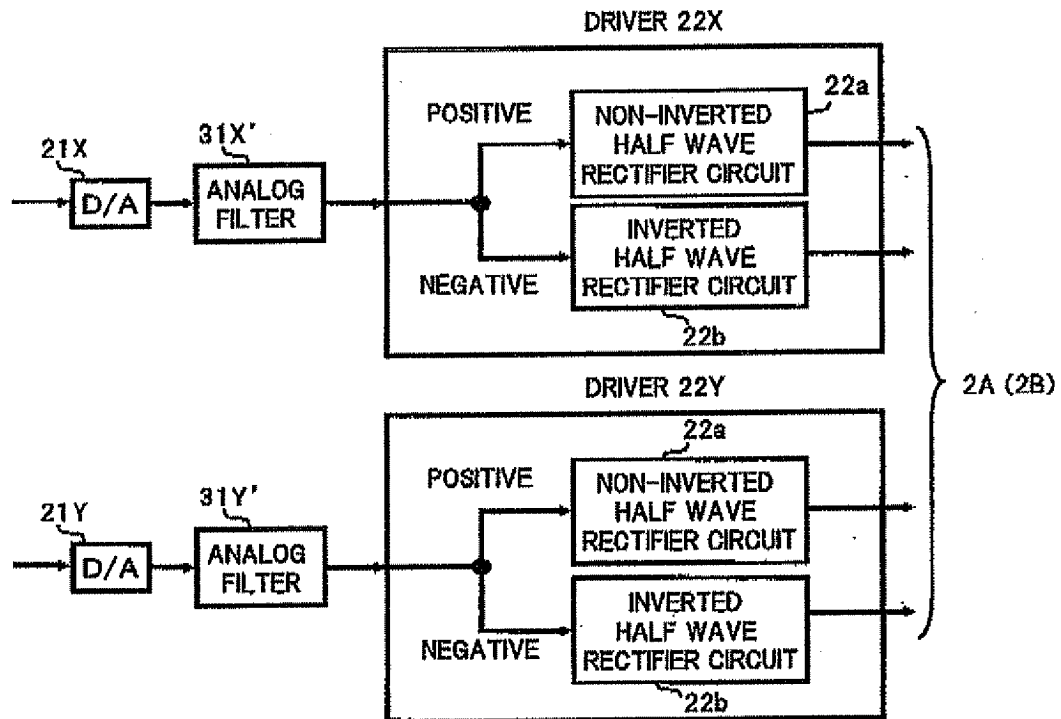 DRIVER 22X
22a
POSITIVE
NON-INVERTED
HALF WAVE
RECTIFIER CIRCUIT
31X'
21X
D/A
ANALOG
FILTER
INVERTED
HALF WAVE
RECTIFIER CIRCUIT
NEGATIVE
22b
2A (2B)
DRIVER 22Y
22a
POSITIVE
NON-INVERTED
HALF WAVE
RECTIFIER CIRCUIT
31Y'
21Y
D/A
ANALOG
FILTER
INVERTED
HALF WAVE
RECTIFIER CIRCUIT
NEGATIVE
22b